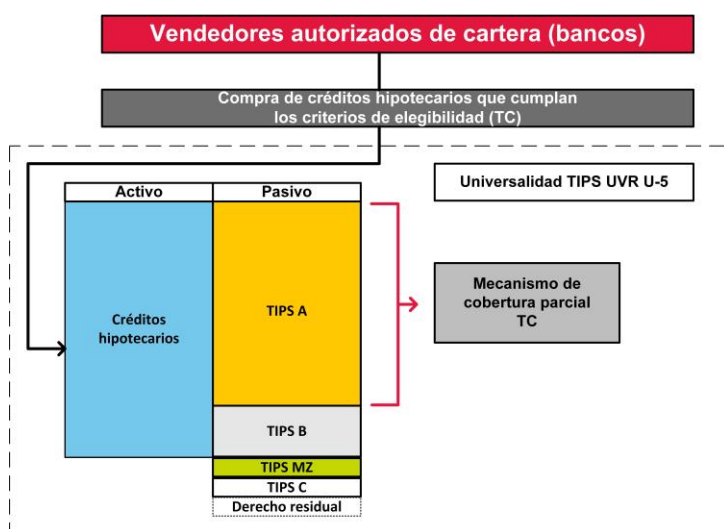 Vendedores autorizados de cartera (bancos)
Compra de créditos hipotecarios que cumplan
los criterios de elegibilidad (TC)
Universalidad TIPS UVR U-5
Activo
Pasivo
Créditos
hipotecarios
TIPS A
Mecanismo de
cobertura parcial
TC
TIPS B
TIPS MZ
TIPS C
Derecho residual